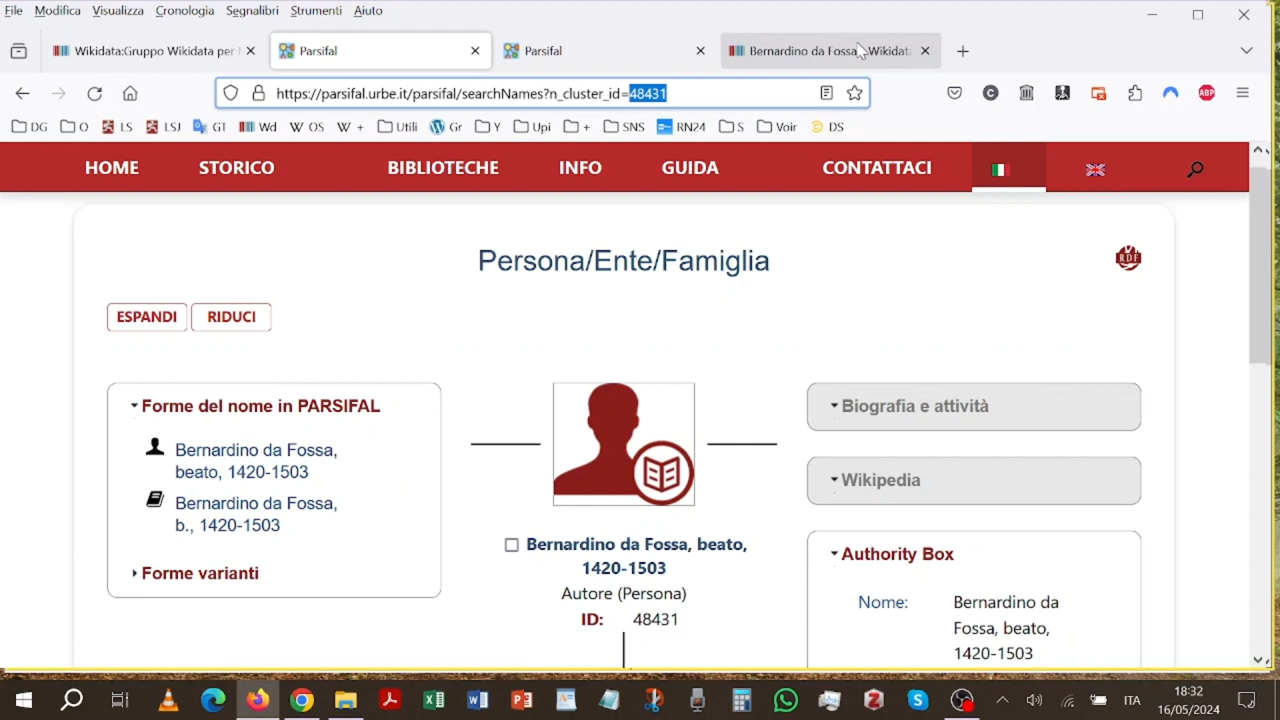 File Modifica Visualizza Cronologia Segnalibri Strumenti Aiuto
Wikidata:Gruppo Wikidata per
Parsifal
Parsifal
Bernardino da Fossa - Wikidat
https://parsifal.urbe.it/parsifal/searchNames?n_cluster_id=48431
DG O LS LSJ GT Wd OS + Utili Gr Y Upi + SNS RN24 S Voir DS
HOME STORICO BIBLIOTECHE INFO GUIDA CONTATTACI
Persona/Ente/Famiglia
RDF
ESPANDI RIDUCI
Forme del nome in PARSIFAL
Bernardino da Fossa,
beato, 1420-1503
Bernardino da Fossa,
b., 1420-1503
Forme varianti
Bernardino da Fossa, beato,
1420-1503
Autore (Persona)
ID: 48431
Biografia e attività
Wikipedia
Authority Box
Nome: Bernardino da
Fossa, beato,
1420-1503
ITA
18:32
16/05/2024